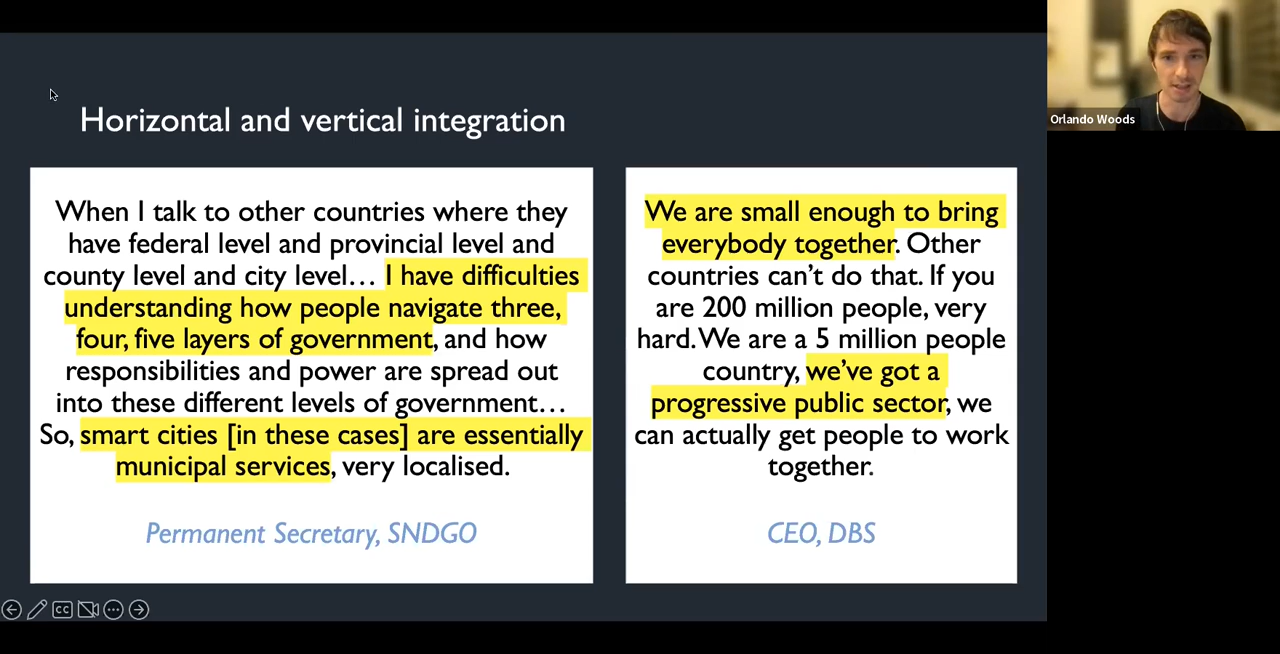 Horizontal and vertical integration
When I talk to other countries where they
have federal level and provincial level and
county level and city level… I have difficulties
understanding how people navigate three,
four, five layers of government, and how
responsibilities and power are spread out
into these different levels of government…
So, smart cities [in these cases] are essentially
municipal services, very localised.
Permanent Secretary, SNDGO
We are small enough to bring
everybody together. Other
countries can’t do that. If you
are 200 million people, very
hard. We are a 5 million people
country, we’ve got a
progressive public sector, we
can actually get people to work
together.
CEO, DBS
Orlando Woods
CC